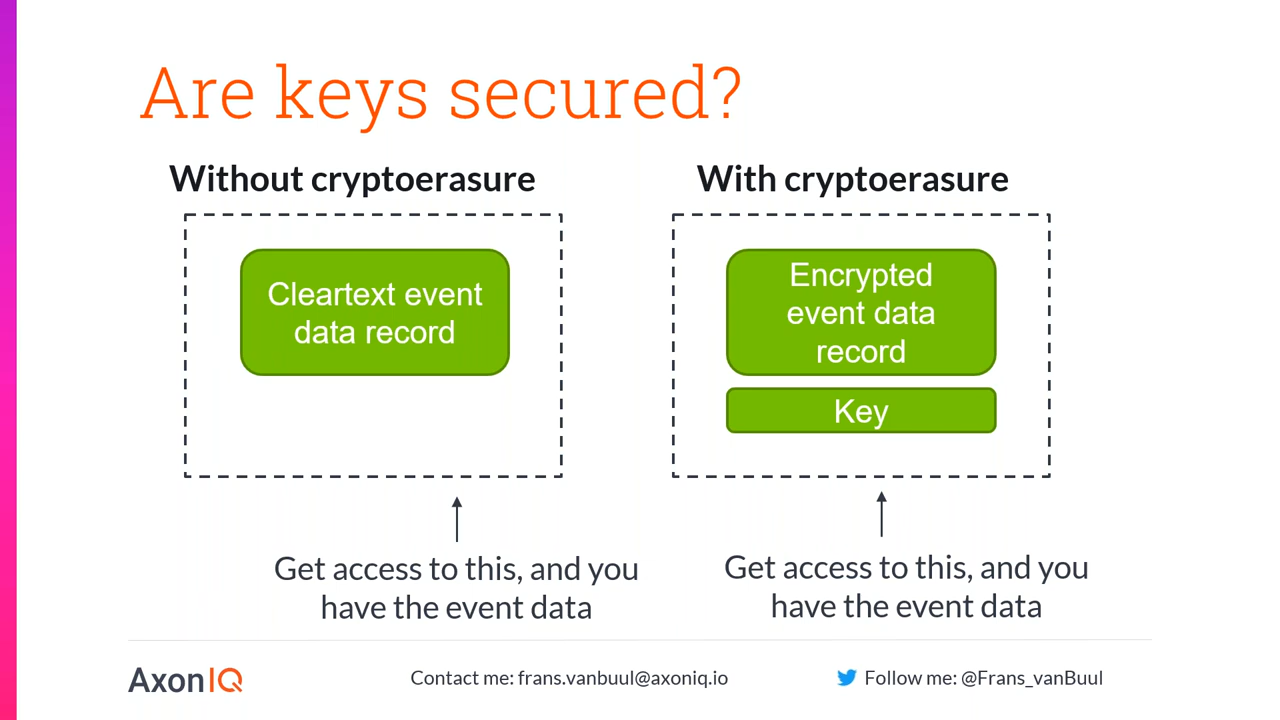 Are keys secured?
Without cryptoerasure
Cleartext event
data record
Get access to this, and you
have the event data
With cryptoerasure
Encrypted
event data
record
Key
Get access to this, and you
have the event data
AxonIQ
Contact me: frans.vanbuul@axoniq.io
Follow me: @Frans_vanBuul